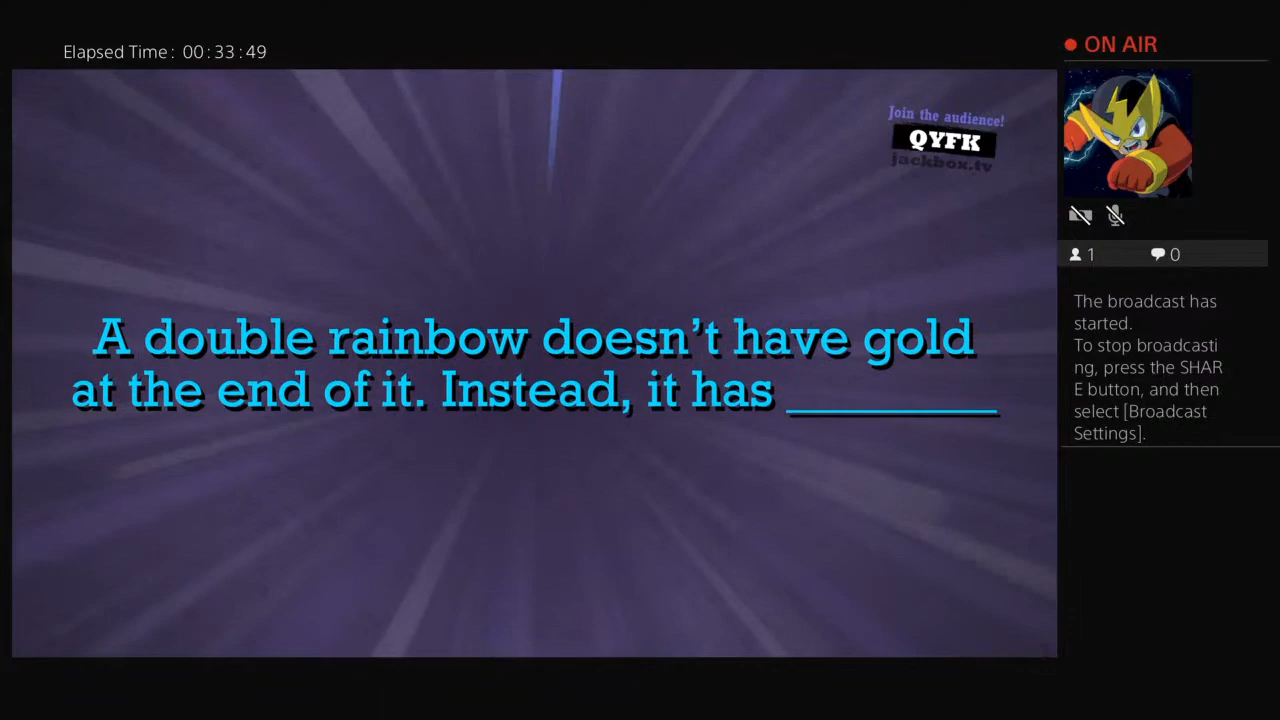 Elapsed Time: 00:33:49
ON AIR
Join the audience!
QYFK
jackbox.tv
A double rainbow doesn't have gold
at the end of it. Instead, it has ________
1
0
The broadcast has
started.
To stop broadcasti
ng, press the SHAR
E button, and then
select [Broadcast
Settings].